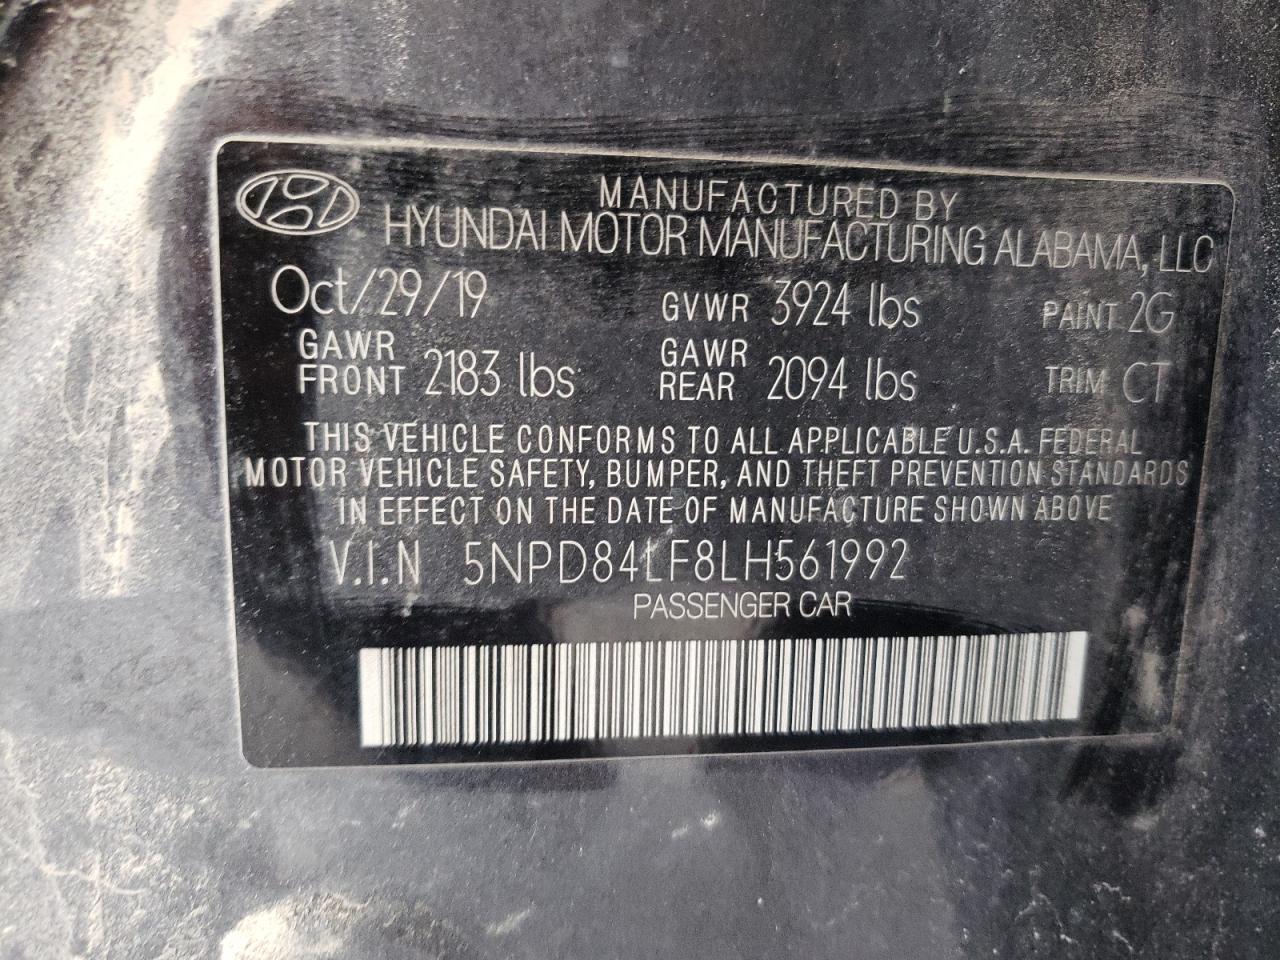 MANUFACTURED BY
HYUNDAI MOTOR MANUFACTURING ALABAMA, LLC
Oct/29/19 GVWR 3924 lbs PAINT 2G
GAWR FRONT 2183 lbs GAWR REAR 2094 lbs TRIM CT
THIS VEHICLE CONFORMS TO ALL APPLICABLE U.S.A. FEDERAL
MOTOR VEHICLE SAFETY, BUMPER, AND THEFT PREVENTION STANDARDS
IN EFFECT ON THE DATE OF MANUFACTURE SHOWN ABOVE
V.I.N 5NPD84LF8LH561992
PASSENGER CAR